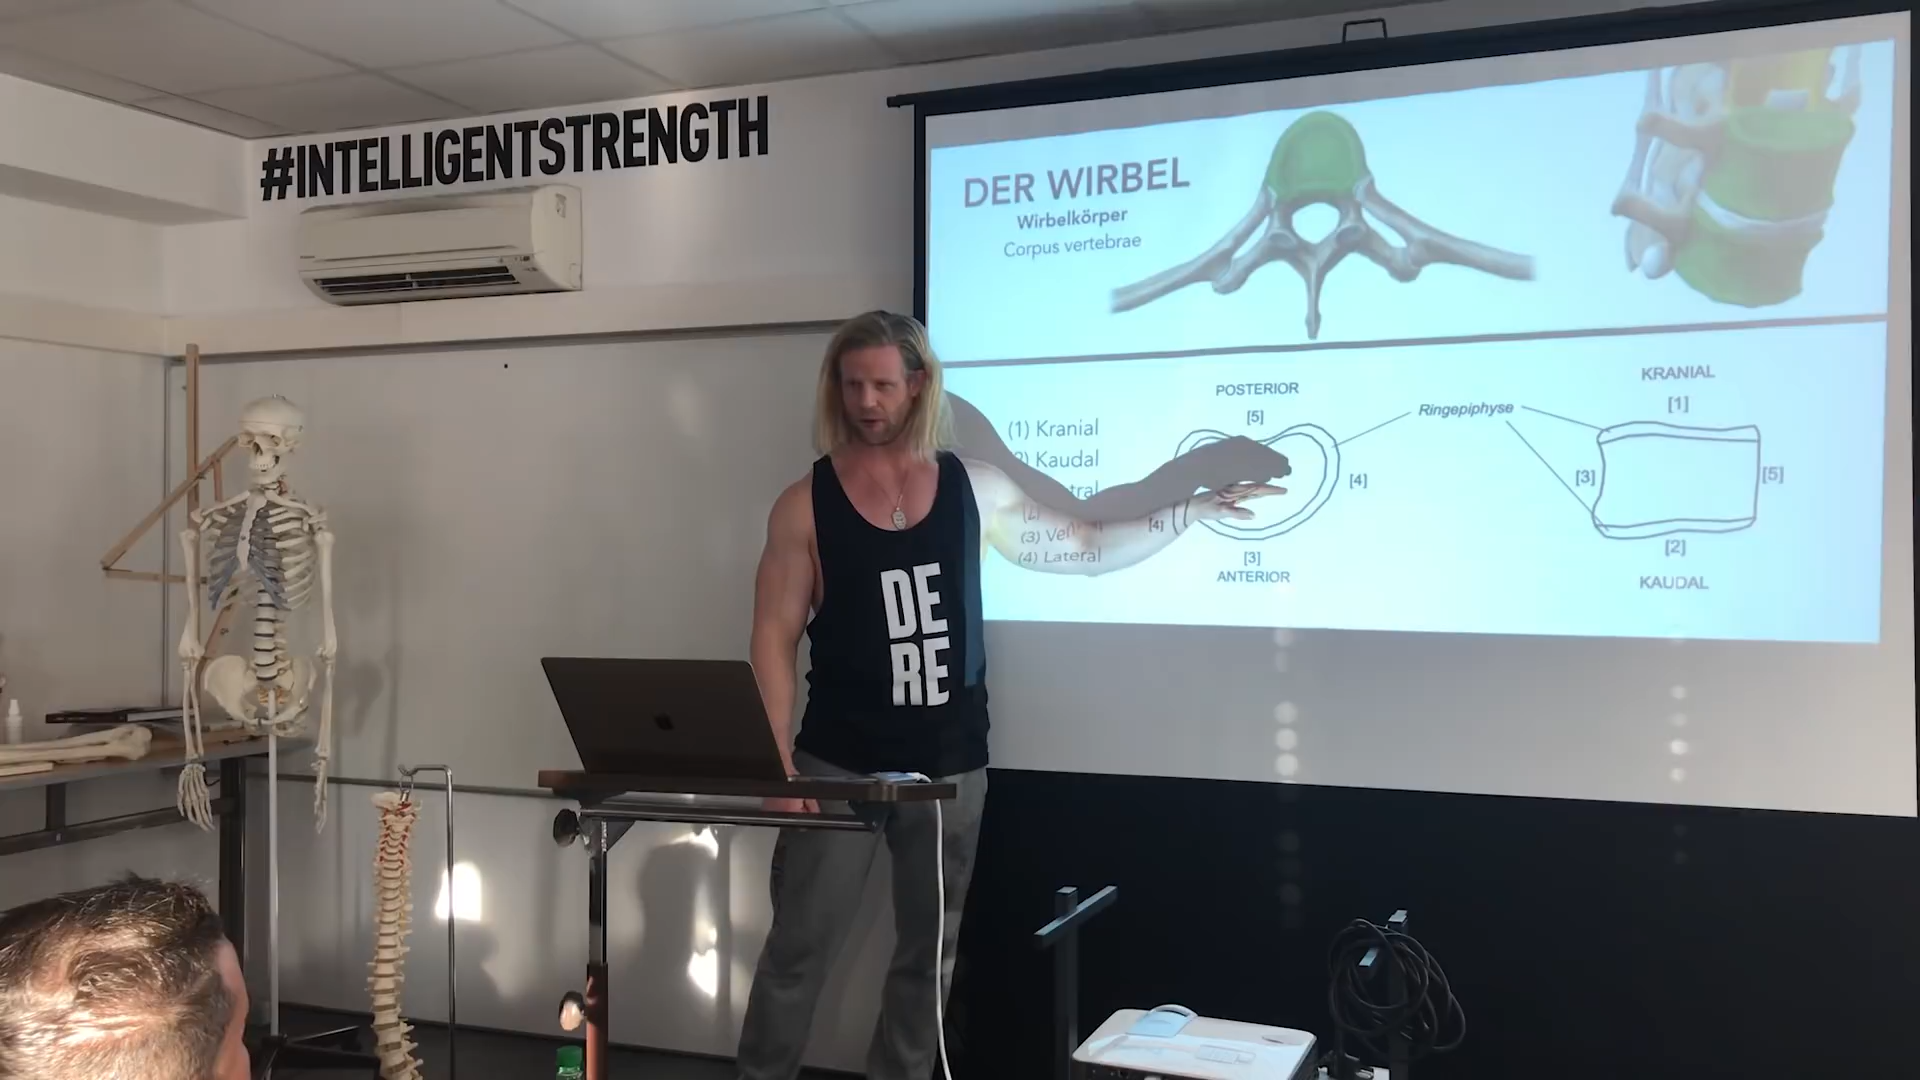 #INTELLIGENTSTRENGTH
DER WIRBEL
Wirbelkörper
Corpus vertebrae
POSTERIOR
[5]
(1) Kranial
Kaudal
(3) Ven
(4) Lateral
[4]
[4]
[3]
ANTERIOR
Ringepiphyse
KRANIAL
[1]
[3]
[5]
[2]
KAUDAL
DE
RE